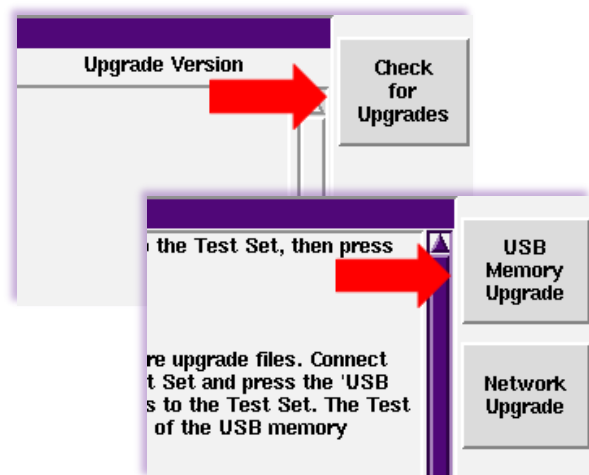 Upgrade Version
Check
for
Upgrades
the Test Set, then press
USB
Memory
Upgrade
re upgrade files. Connect
t Set and press the 'USB
s to the Test Set. The Test
of the USB memory
Network
Upgrade